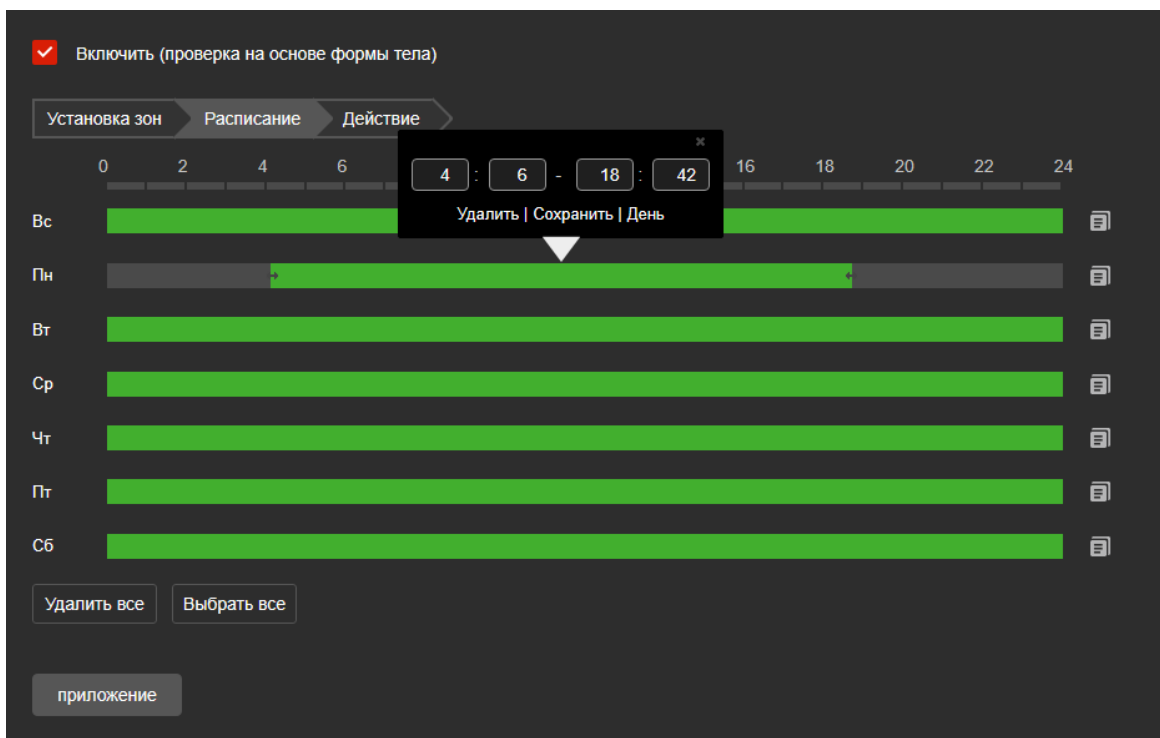 Включить (проверка на основе формы тела)
Установка зон Расписание Действие
0 2 4 6 16 18 20 22 24
4 : 6 - 18 : 42
Удалить | Сохранить | День
Вс
Пн
Вт
Ср
Чт
Пт
Сб
Удалить все Выбрать все
приложение